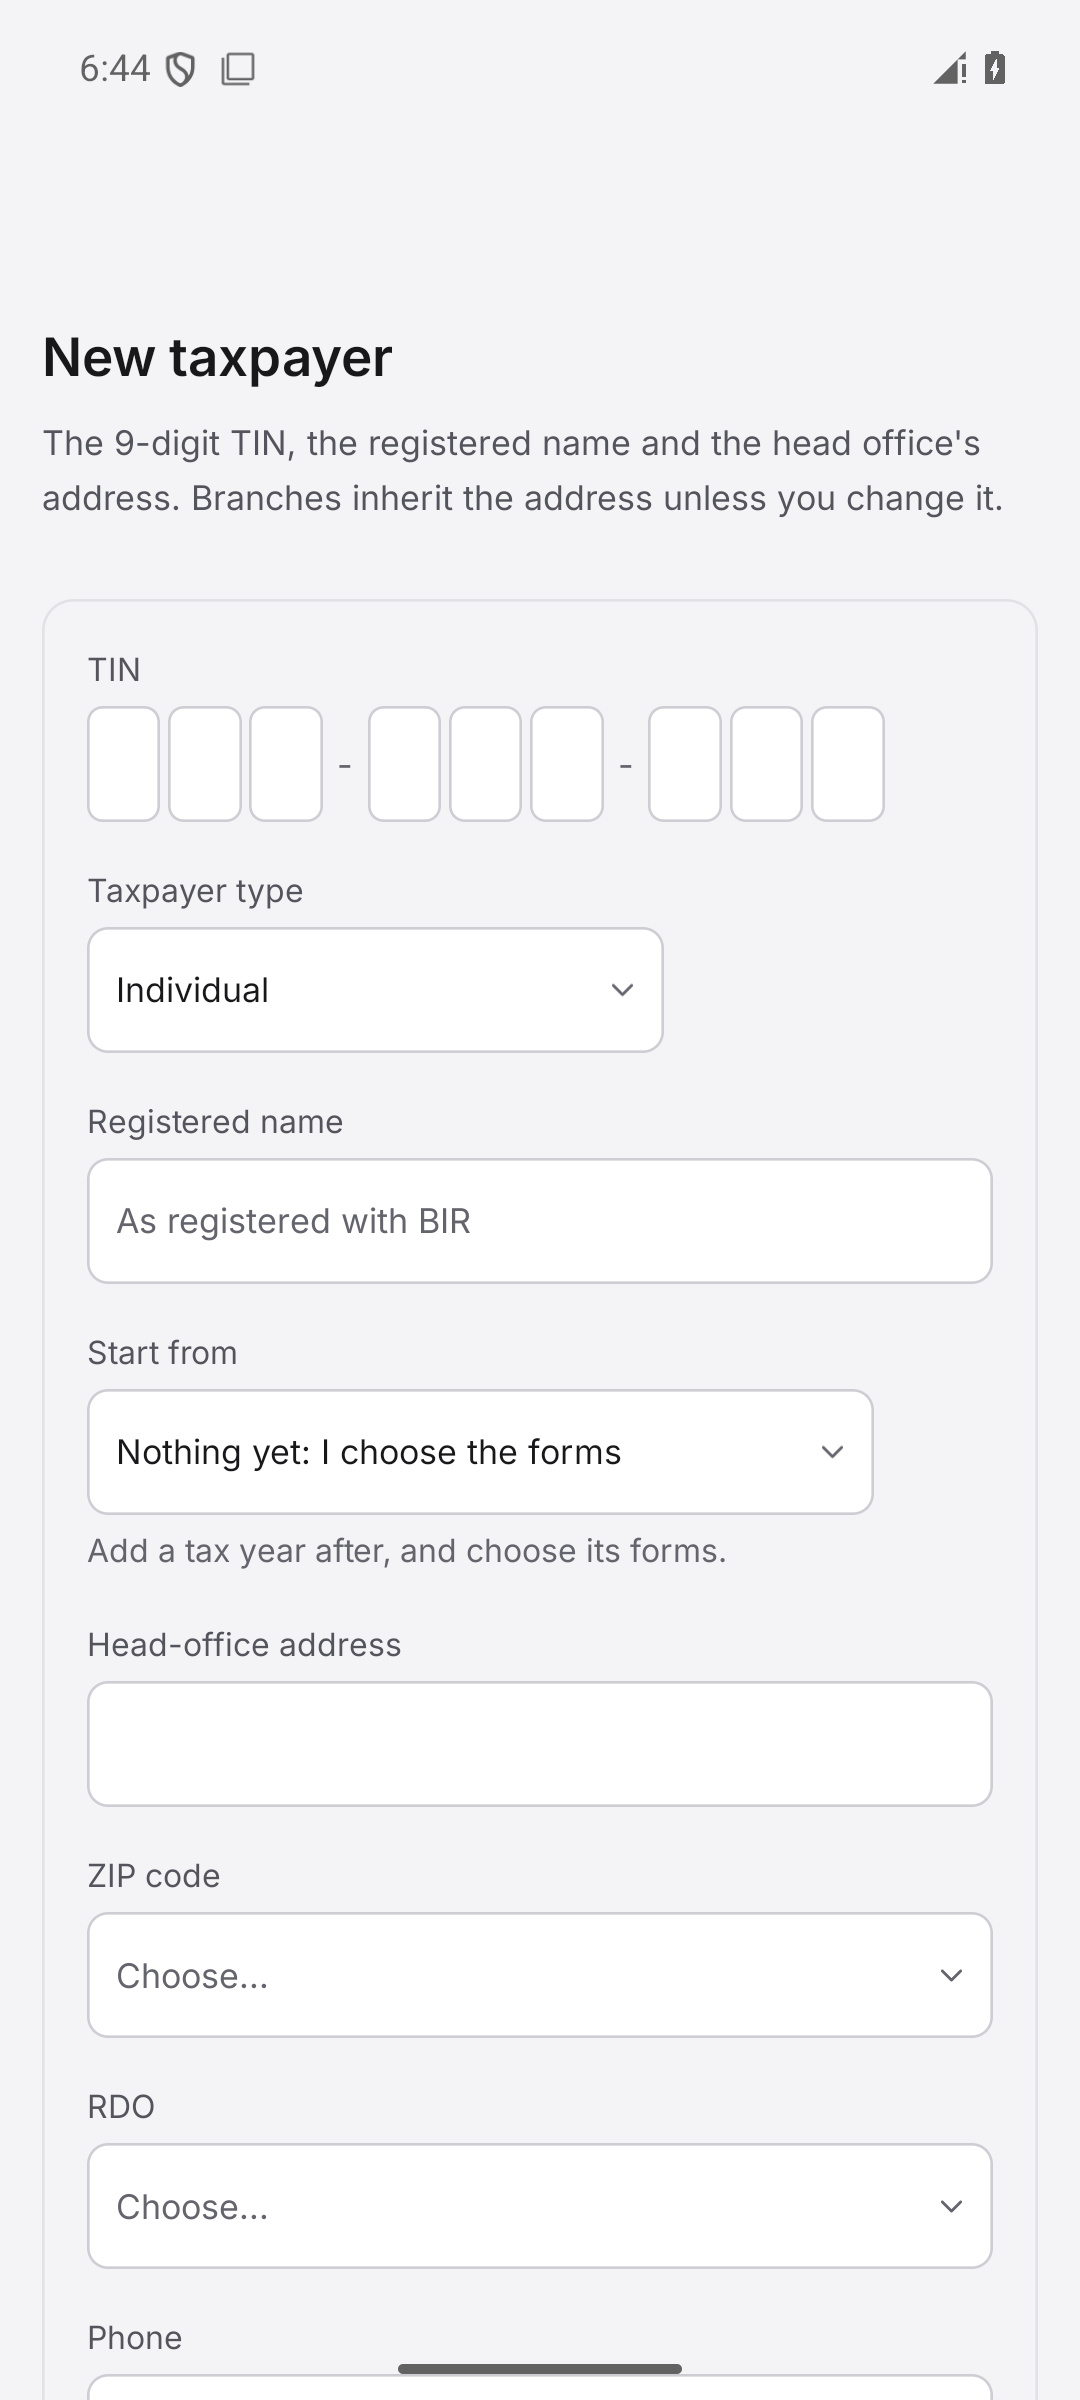 6:44
New taxpayer
The 9-digit TIN, the registered name and the head office's
address. Branches inherit the address unless you change it.
TIN
- -
Taxpayer type
Individual
Registered name
As registered with BIR
Start from
Nothing yet: I choose the forms
Add a tax year after, and choose its forms.
Head-office address
ZIP code
Choose...
RDO
Choose...
Phone